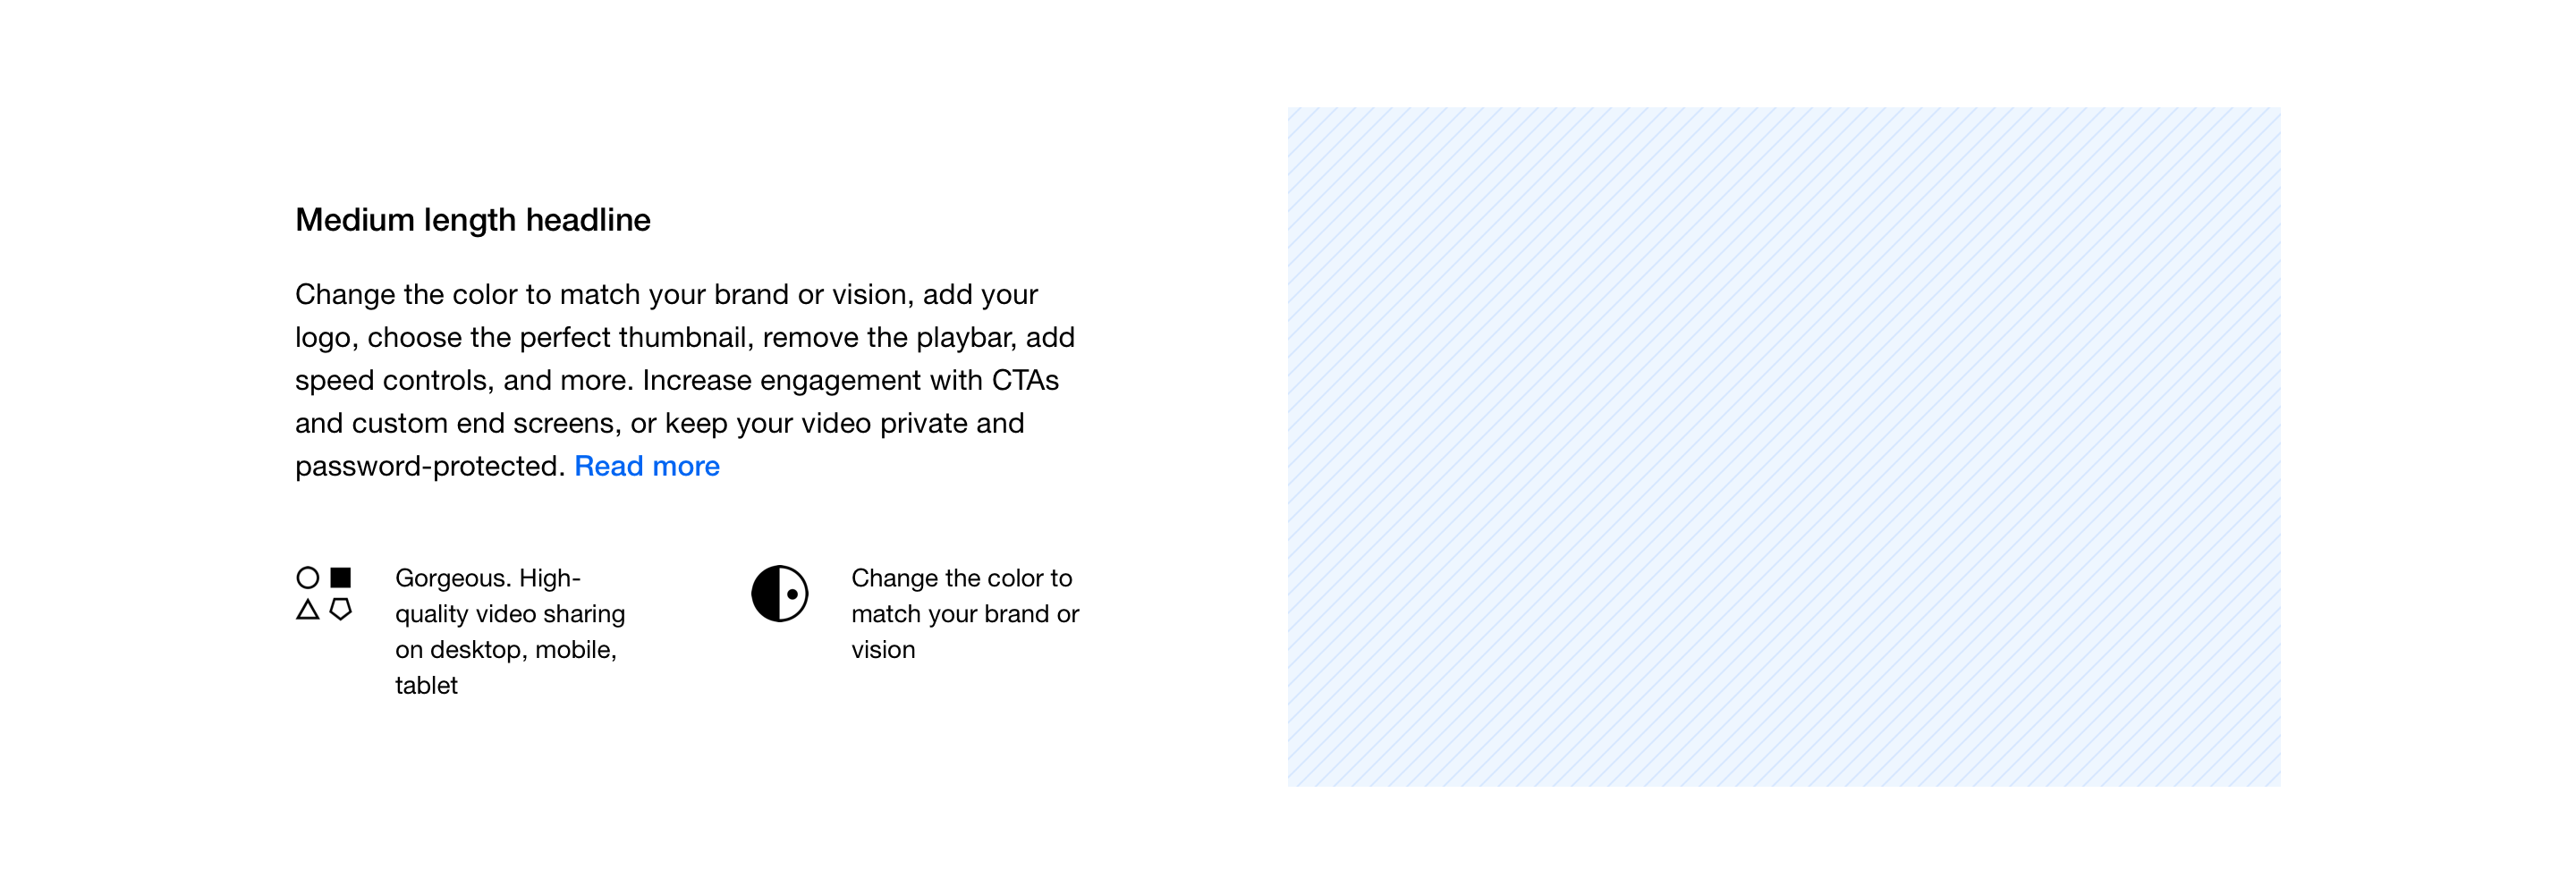 Medium length headline
Change the color to match your brand or vision, add your
logo, choose the perfect thumbnail, remove the playbar, add
speed controls, and more. Increase engagement with CTAs
and custom end screens, or keep your video private and
password-protected. Read more
Gorgeous. High-
quality video sharing
on desktop, mobile,
tablet
Change the color to
match your brand or
vision